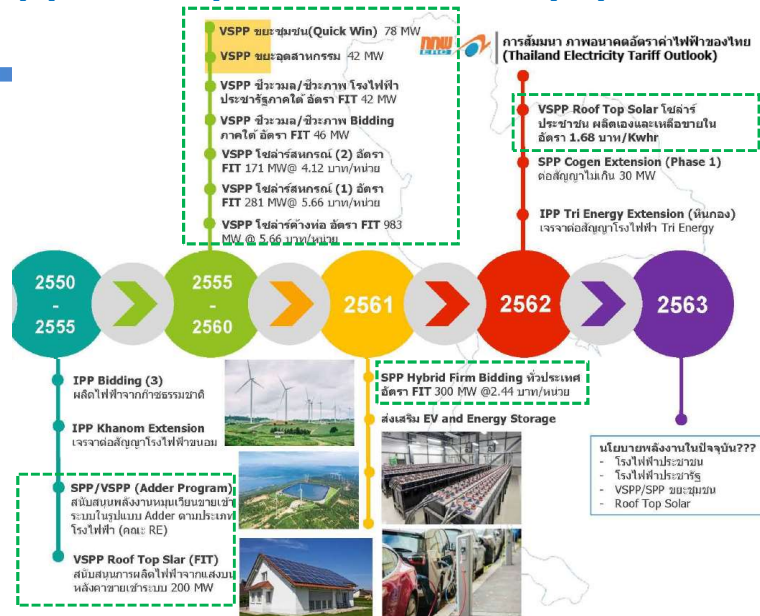 VSPP ขยะชุมชน(Quick Win) 78 MW
VSPP ขยะอุตสาหกรรม 42 MW
VSPP ชีวะมวล/ชีวะภาพ โรงไฟฟ้า
ประชารัฐภาคใต้ อัตรา FIT 42 MW
VSPP ชีวะมวล/ชีวะภาพ Bidding
ภาคใต้ อัตรา FIT 46 MW
VSPP โซล่าร์สหกรณ์ (2) อัตรา
FIT 171 MW@ 4.12 บาท/หน่วย
VSPP โซล่าร์สหกรณ์ (1) อัตรา
FIT 281 MW@ 5.66 บาท/หน่วย
VSPP โซล่าร์ค้างท่อ อัตรา FIT 983
MW @ 5.66 บาท/หน่วย
การสัมมนา ภาพอนาคตอัตราค่าไฟฟ้าของไทย
(Thailand Electricity Tariff Outlook)
VSPP Roof Top Solar โซล่าร์
ประชาชน ผลิตเองและเหลือขายใน
อัตรา 1.68 บาท/Kwhr
SPP Cogen Extension (Phase 1)
ต่อสัญญาไม่เกิน 30 MW
IPP Tri Energy Extension (หินกอง)
เจรจาต่อสัญญาโรงไฟฟ้า Tri Energy
2550
-
2555
2555
-
2560
2561
2562
2563
IPP Bidding (3)
ผลิตไฟฟ้าจากก๊าซธรรมชาติ
IPP Khanom Extension
เจรจาต่อสัญญาโรงไฟฟ้าขนอม
SPP/VSPP (Adder Program)
สนับสนุนพลังงานหมุนเวียนขายเข้า
ระบบในรูปแบบ Adder ตามประเภท
โรงไฟฟ้า (คณะ RE)
VSPP Roof Top Slar (FIT)
สนับสนุนการผลิตไฟฟ้าจากแสงบน
หลังคาขายเข้าระบบ 200 MW
SPP Hybrid Firm Bidding ทั่วประเทศ
อัตรา FIT 300 MW @2.44 บาท/หน่วย
ส่งเสริม EV and Energy Storage
นโยบายพลังงานในปัจจุบัน???
- โรงไฟฟ้าประชาชน
- โรงไฟฟ้าประชารัฐ
- VSPP/SPP ขยะชุมชน
- Roof Top Solar